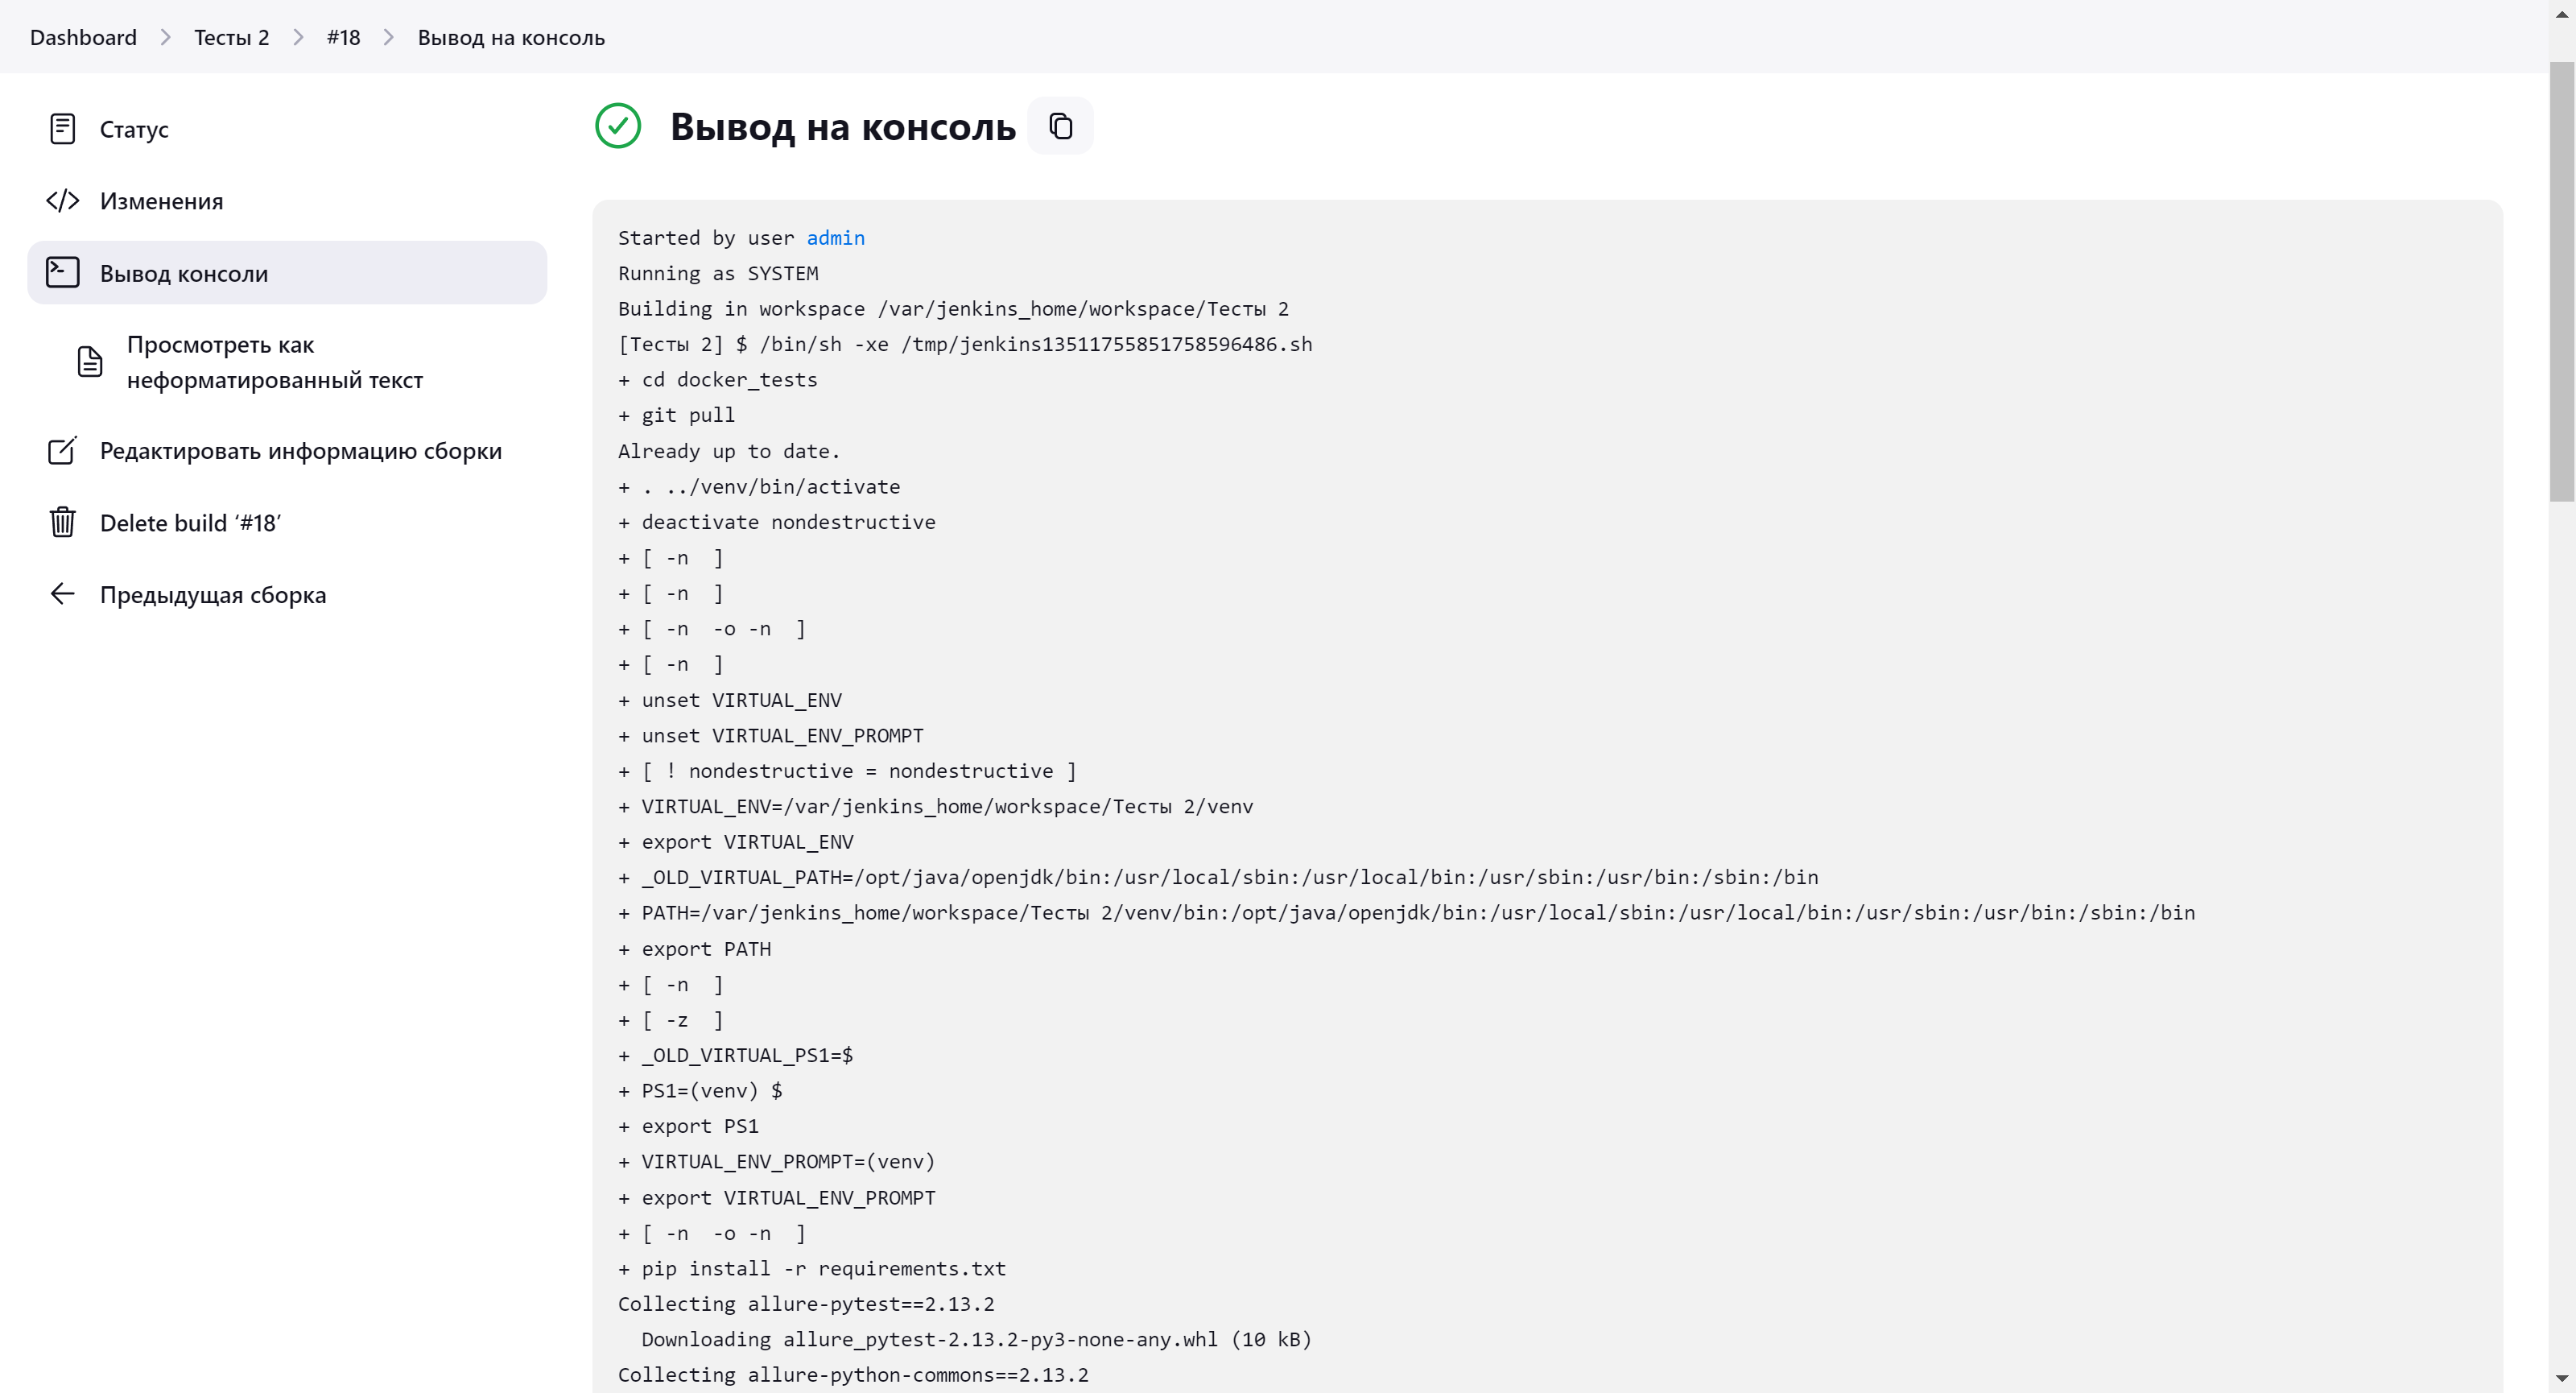 Dashboard > Тесты 2 > #18 > Вывод на консоль
Статус
Изменения
Вывод консоли
Просмотреть как
неформатированный текст
Редактировать информацию сборки
Delete build ‘#18’
Предыдущая сборка
Вывод на консоль
Started by user admin
Running as SYSTEM
Building in workspace /var/jenkins_home/workspace/Тесты 2
[Тесты 2] $ /bin/sh -xe /tmp/jenkins13511755851758596486.sh
+ cd docker_tests
+ git pull
Already up to date.
+ . ../venv/bin/activate
+ deactivate nondestructive
+ [ -n  ]
+ [ -n  ]
+ [ -n  -o -n  ]
+ [ -n  ]
+ unset VIRTUAL_ENV
+ unset VIRTUAL_ENV_PROMPT
+ [ ! nondestructive = nondestructive ]
+ VIRTUAL_ENV=/var/jenkins_home/workspace/Тесты 2/venv
+ export VIRTUAL_ENV
+ _OLD_VIRTUAL_PATH=/opt/java/openjdk/bin:/usr/local/sbin:/usr/local/bin:/usr/sbin:/usr/bin:/sbin:/bin
+ PATH=/var/jenkins_home/workspace/Тесты 2/venv/bin:/opt/java/openjdk/bin:/usr/local/sbin:/usr/local/bin:/usr/sbin:/usr/bin:/sbin:/bin
+ export PATH
+ [ -n  ]
+ [ -z  ]
+ _OLD_VIRTUAL_PS1=$
+ PS1=(venv) $
+ export PS1
+ VIRTUAL_ENV_PROMPT=(venv)
+ export VIRTUAL_ENV_PROMPT
+ [ -n  -o -n  ]
+ pip install -r requirements.txt
Collecting allure-pytest==2.13.2
  Downloading allure_pytest-2.13.2-py3-none-any.whl (10 kB)
Collecting allure-python-commons==2.13.2